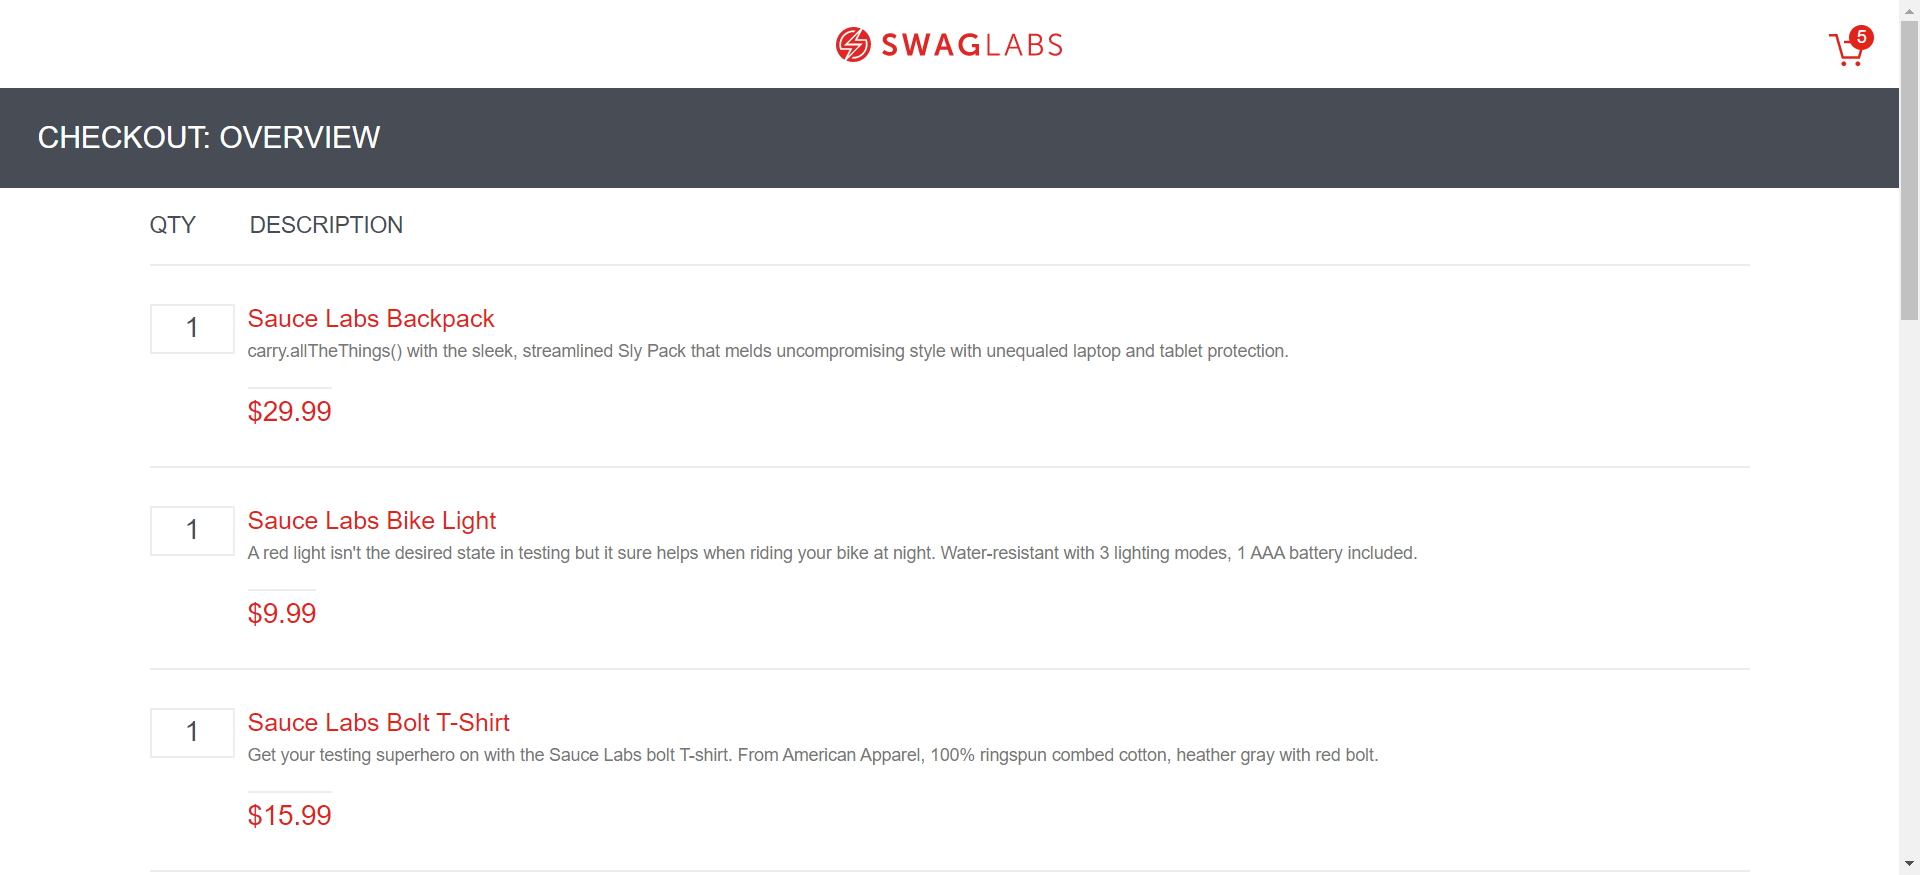 SWAGLABS
5
CHECKOUT: OVERVIEW
QTY DESCRIPTION
1
Sauce Labs Backpack
carry.allTheThings() with the sleek, streamlined Sly Pack that melds uncompromising style with unequaled laptop and tablet protection.
$29.99
1
Sauce Labs Bike Light
A red light isn't the desired state in testing but it sure helps when riding your bike at night. Water-resistant with 3 lighting modes, 1 AAA battery included.
$9.99
1
Sauce Labs Bolt T-Shirt
Get your testing superhero on with the Sauce Labs bolt T-shirt. From American Apparel, 100% ringspun combed cotton, heather gray with red bolt.
$15.99